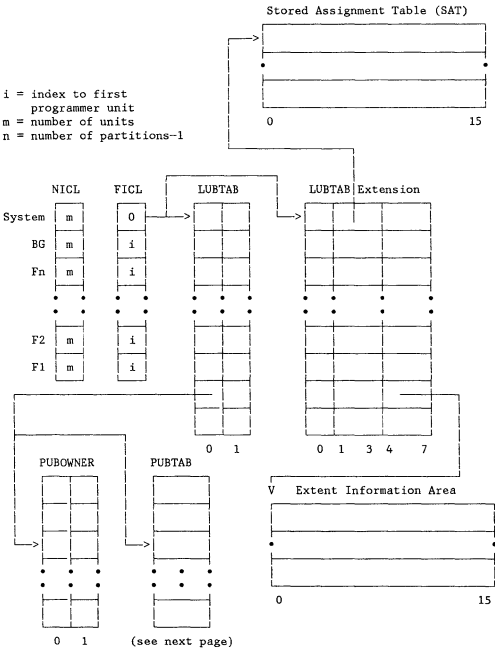 Stored Assignment Table (SAT)
0 15
i = index to first
programmer unit
m = number of units
n = number of partitions-1
NICL FICL LUBTAB LUBTAB Extension
System m 0
BG m i
Fn m i
F2 m i
F1 m i
0 1 0 1 3 4 7
PUBOWNER PUBTAB
V Extent Information Area
0 15
0 1 (see next page)